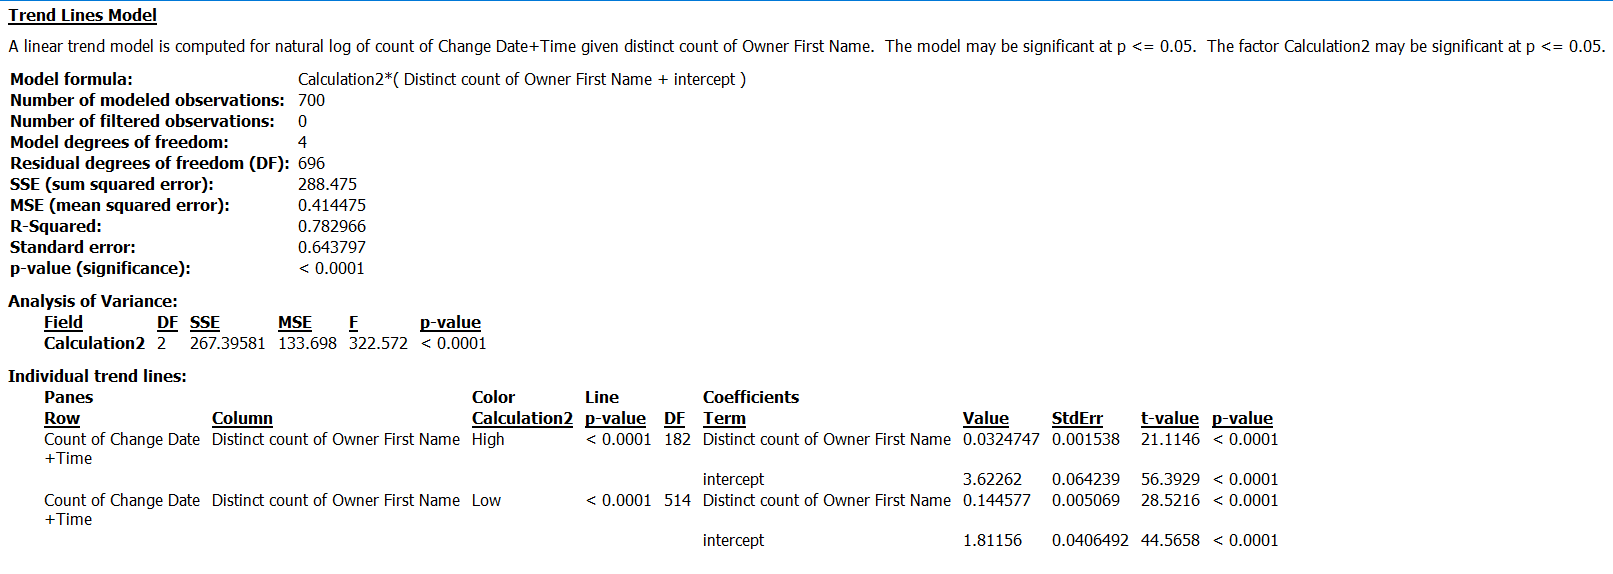 Trend Lines Model
A linear trend model is computed for natural log of count of Change Date+Time given distinct count of Owner First Name.  The model may be significant at p <= 0.05.  The factor Calculation2 may be significant at p <= 0.05.
Model formula: Calculation2*( Distinct count of Owner First Name + intercept )
Number of modeled observations: 700
Number of filtered observations: 0
Model degrees of freedom: 4
Residual degrees of freedom (DF): 696
SSE (sum squared error): 288.475
MSE (mean squared error): 0.414475
R-Squared: 0.782966
Standard error: 0.643797
p-value (significance): < 0.0001
Analysis of Variance:
Field DF SSE MSE F p-value
Calculation2 2 267.39581 133.698 322.572 < 0.0001
Individual trend lines:
Panes Color Line Coefficients
Row Column Calculation2 p-value DF Term Value StdErr t-value p-value
Count of Change Date Distinct count of Owner First Name High < 0.0001 182 Distinct count of Owner First Name 0.0324747 0.001538 21.1146 < 0.0001
+Time
intercept 3.62262 0.064239 56.3929 < 0.0001
Count of Change Date Distinct count of Owner First Name Low < 0.0001 514 Distinct count of Owner First Name 0.144577 0.005069 28.5216 < 0.0001
+Time
intercept 1.81156 0.0406492 44.5658 < 0.0001